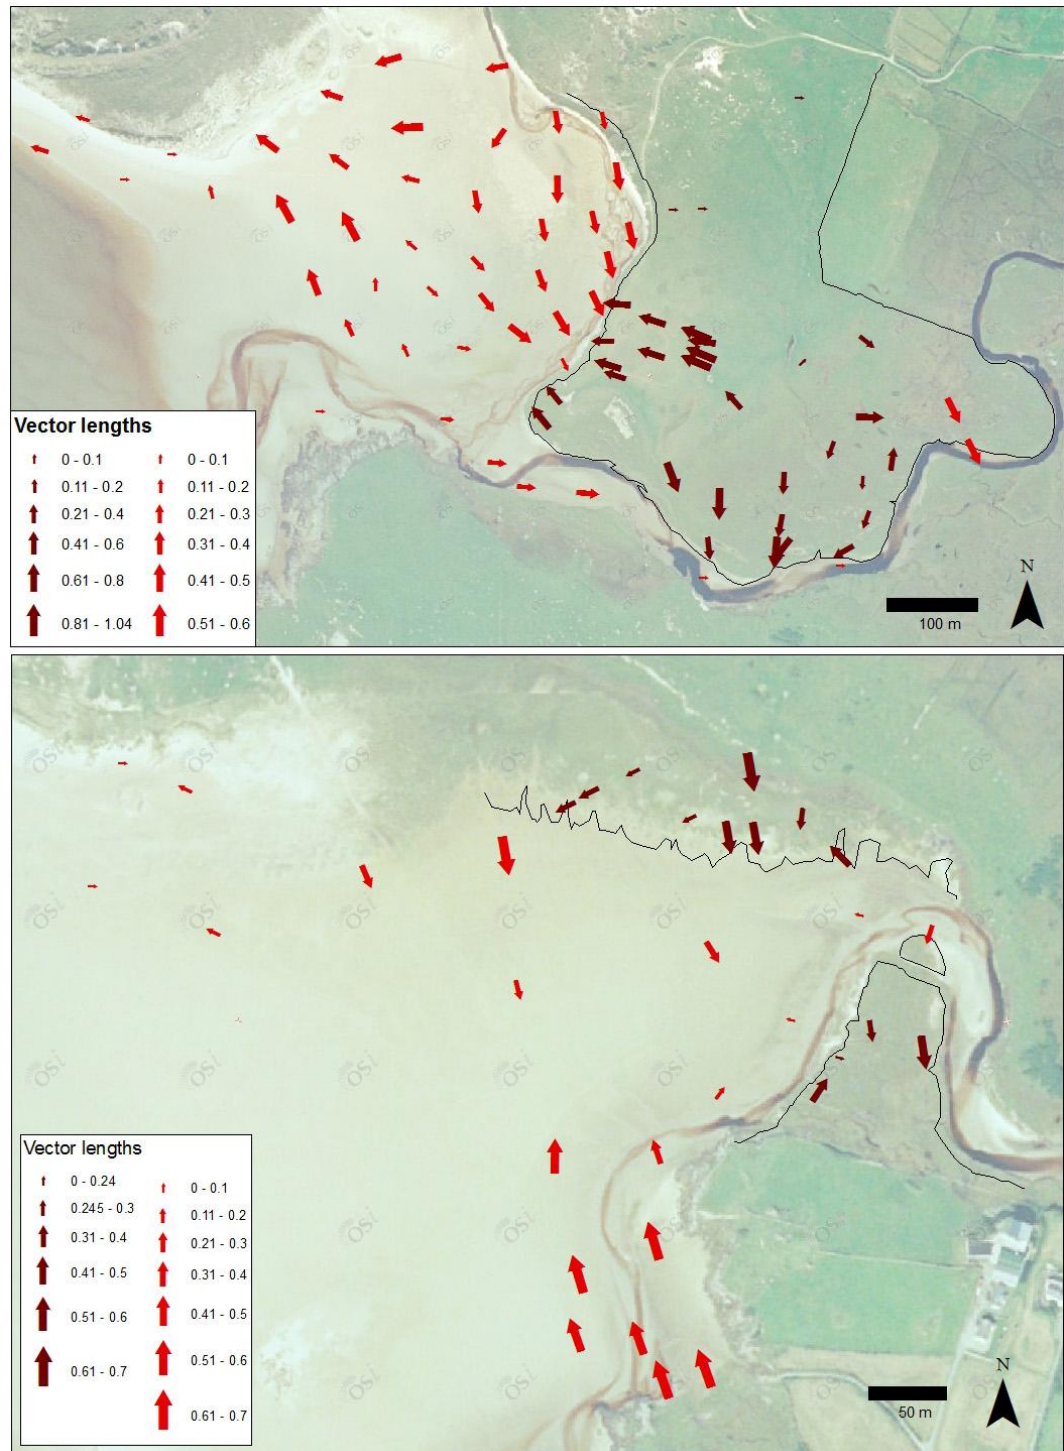 Vector lengths
0 - 0.1 0 - 0.1
0.11 - 0.2 0.11 - 0.2
0.21 - 0.4 0.21 - 0.3
0.41 - 0.6 0.31 - 0.4
0.61 - 0.8 0.41 - 0.5
0.81 - 1.04 0.51 - 0.6
N
100 m
Vector lengths
0 - 0.24 0 - 0.1
0.245 - 0.3 0.11 - 0.2
0.31 - 0.4 0.21 - 0.3
0.41 - 0.5 0.31 - 0.4
0.51 - 0.6 0.41 - 0.5
0.61 - 0.7 0.51 - 0.6
0.61 - 0.7
N
50 m
OSi